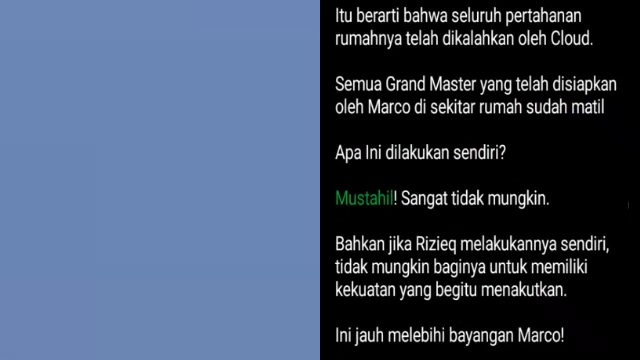 Itu berarti bahwa seluruh pertahanan
rumahnya telah dikalahkan oleh Cloud.
Semua Grand Master yang telah disiapkan
oleh Marco di sekitar rumah sudah matil
Apa Ini dilakukan sendiri?
Mustahil! Sangat tidak mungkin.
Bahkan jika Rizieq melakukannya sendiri,
tidak mungkin baginya untuk memiliki
kekuatan yang begitu menakutkan.
Ini jauh melebihi bayangan Marco!